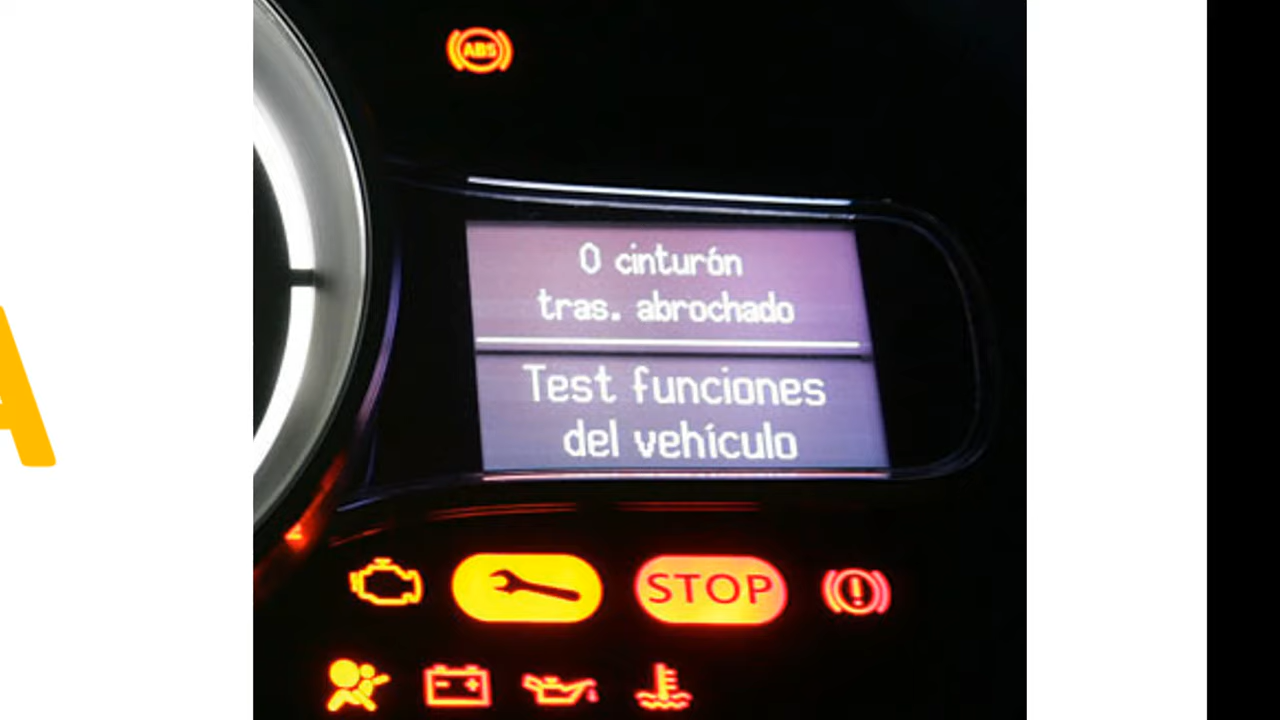 A
ABS
0 cinturón
tras. abrochado
Test funciones
del vehículo
STOP